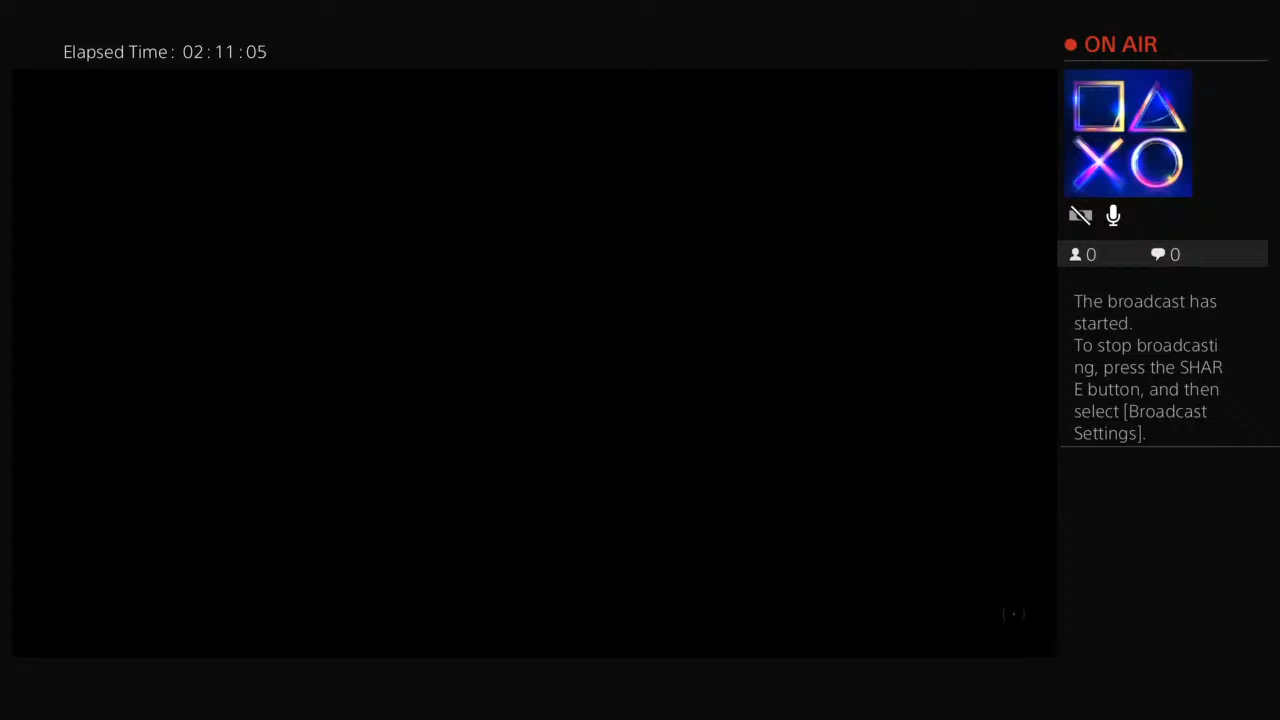 Elapsed Time: 02:11:05
ON AIR
0 0
The broadcast has
started.
To stop broadcasti
ng, press the SHAR
E button, and then
select [Broadcast
Settings].